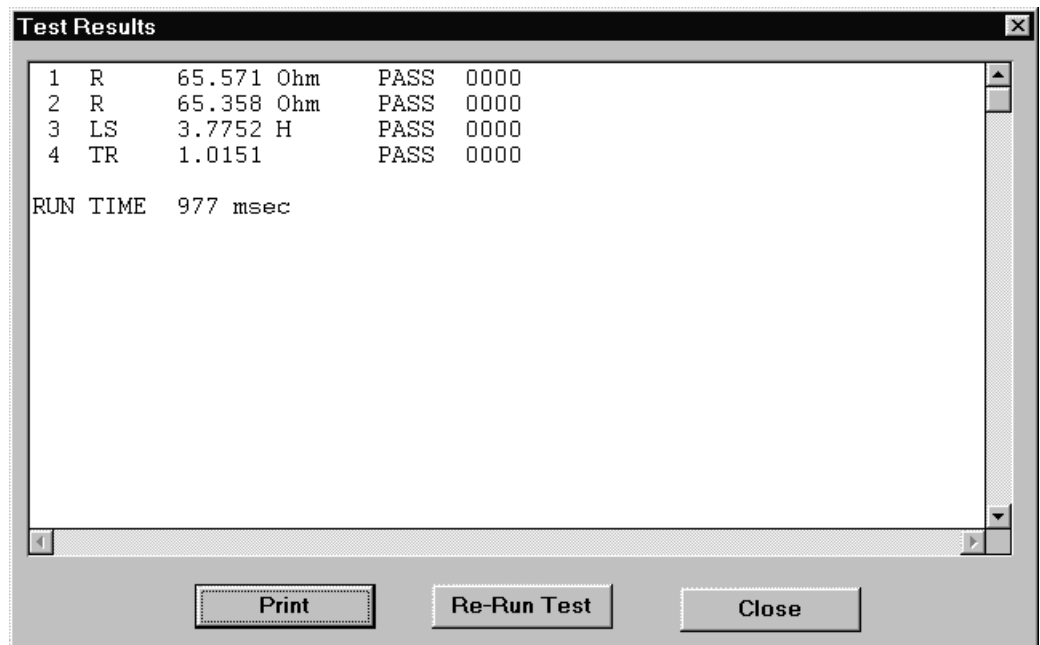 Test Results
1 R 65.571 Ohm PASS 0000
2 R 65.358 Ohm PASS 0000
3 LS 3.7752 H PASS 0000
4 TR 1.0151 PASS 0000
RUN TIME 977 msec
Print Re-Run Test Close